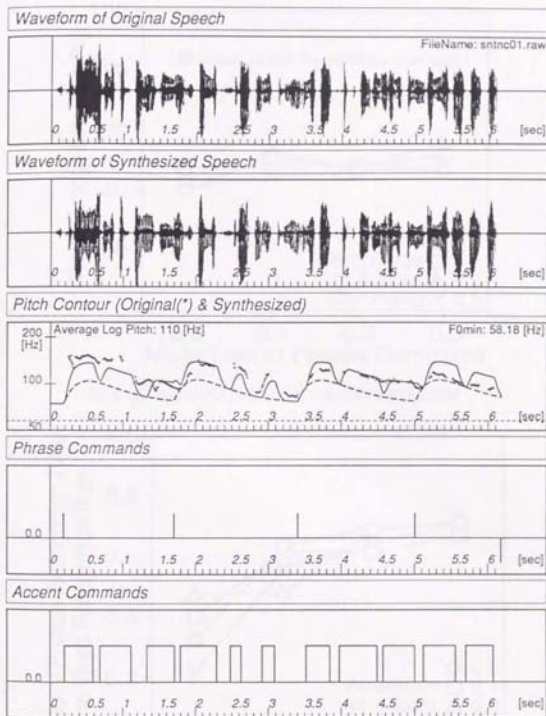 Waveform of Original Speech
FileName: sntnc01.raw
0 0.5 1 1.5 2 2.5 3 3.5 4 4.5 5 5.5 6 [sec]
Waveform of Synthesized Speech
0 0.5 1 1.5 2 2.5 3 3.5 4 4.5 5 5.5 6 [sec]
Pitch Contour (Original(*) & Synthesized)
200 Average Log Pitch: 110 [Hz] F0min: 58.18 [Hz]
[Hz]
100
0 0.5 1 1.5 2 2.5 3 3.5 4 4.5 5 5.5 6 [sec]
50
Phrase Commands
0.0
0 0.5 1 1.5 2 2.5 3 3.5 4 4.5 5 5.5 6 [sec]
Accent Commands
0.0
0 0.5 1 1.5 2 2.5 3 3.5 4 4.5 5 5.5 6 [sec]